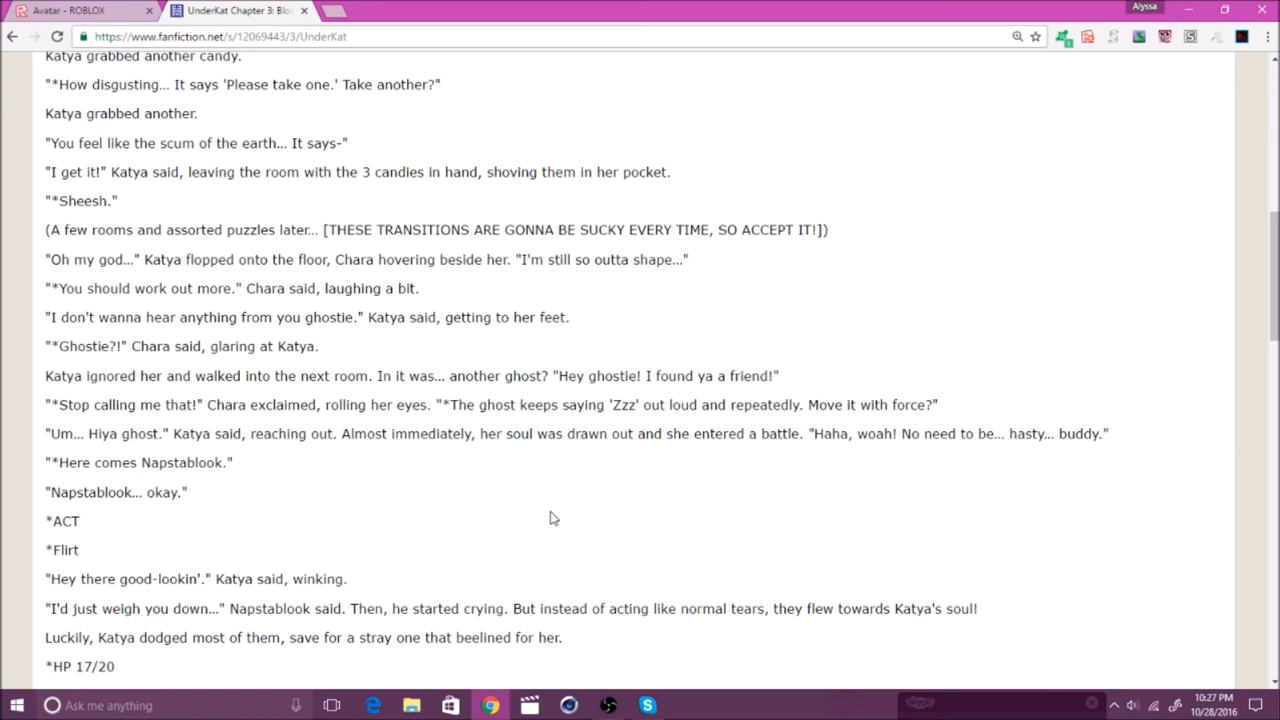 Avatar - ROBLOX
UnderKat Chapter 3: Blo
Alyssa
https://www.fanfiction.net/s/12069443/3/UnderKat
Katya grabbed another candy.
"*How disgusting... It says 'Please take one.' Take another?"
Katya grabbed another.
"You feel like the scum of the earth... It says-"
"I get it!" Katya said, leaving the room with the 3 candies in hand, shoving them in her pocket.
"*Sheesh."
(A few rooms and assorted puzzles later... [THESE TRANSITIONS ARE GONNA BE SUCKY EVERY TIME, SO ACCEPT IT!])
"Oh my god..." Katya flopped onto the floor, Chara hovering beside her. "I'm still so outta shape..."
"*You should work out more." Chara said, laughing a bit.
"I don't wanna hear anything from you ghostie." Katya said, getting to her feet.
"*Ghostie?!" Chara said, glaring at Katya.
Katya ignored her and walked into the next room. In it was... another ghost? "Hey ghostie! I found ya a friend!"
"*Stop calling me that!" Chara exclaimed, rolling her eyes. "*The ghost keeps saying 'Zzz' out loud and repeatedly. Move it with force?"
"Um... Hiya ghost." Katya said, reaching out. Almost immediately, her soul was drawn out and she entered a battle. "Haha, woah! No need to be... hasty... buddy."
"*Here comes Napstablook."
"Napstablook... okay."
*ACT
*Flirt
"Hey there good-lookin'." Katya said, winking.
"I'd just weigh you down..." Napstablook said. Then, he started crying. But instead of acting like normal tears, they flew towards Katya's soul!
Luckily, Katya dodged most of them, save for a stray one that beelined for her.
*HP 17/20
Ask me anything
10:27 PM
10/28/2016